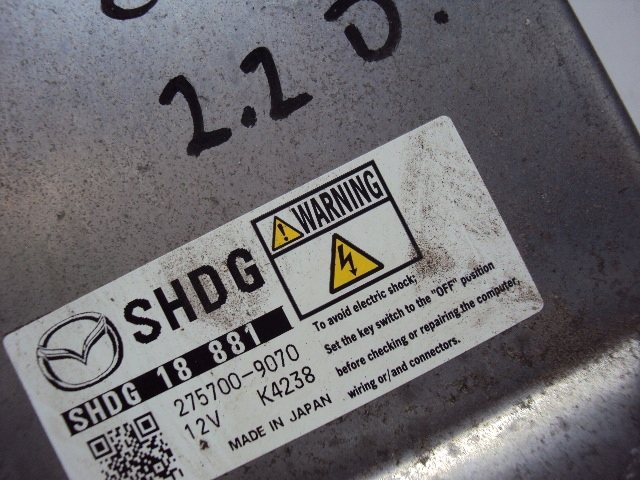 2.2 D.
SHDG
WARNING
SHDG 18 881
275700-9070
12V K4238
MADE IN JAPAN
To avoid electric shock;
Set the key switch to the "OFF" position
before checking or repairing the computer,
wiring or/and connectors.